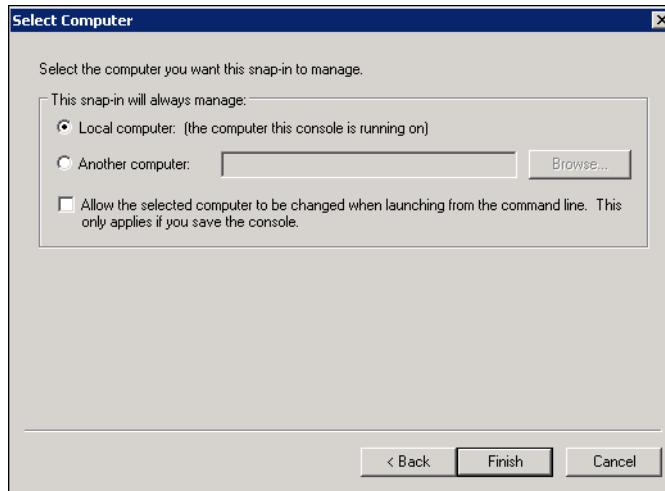 Select Computer
Select the computer you want this snap-in to manage.
This snap-in will always manage:
Local computer: (the computer this console is running on)
Another computer:
Browse...
Allow the selected computer to be changed when launching from the command line. This
only applies if you save the console.
< Back
Finish
Cancel